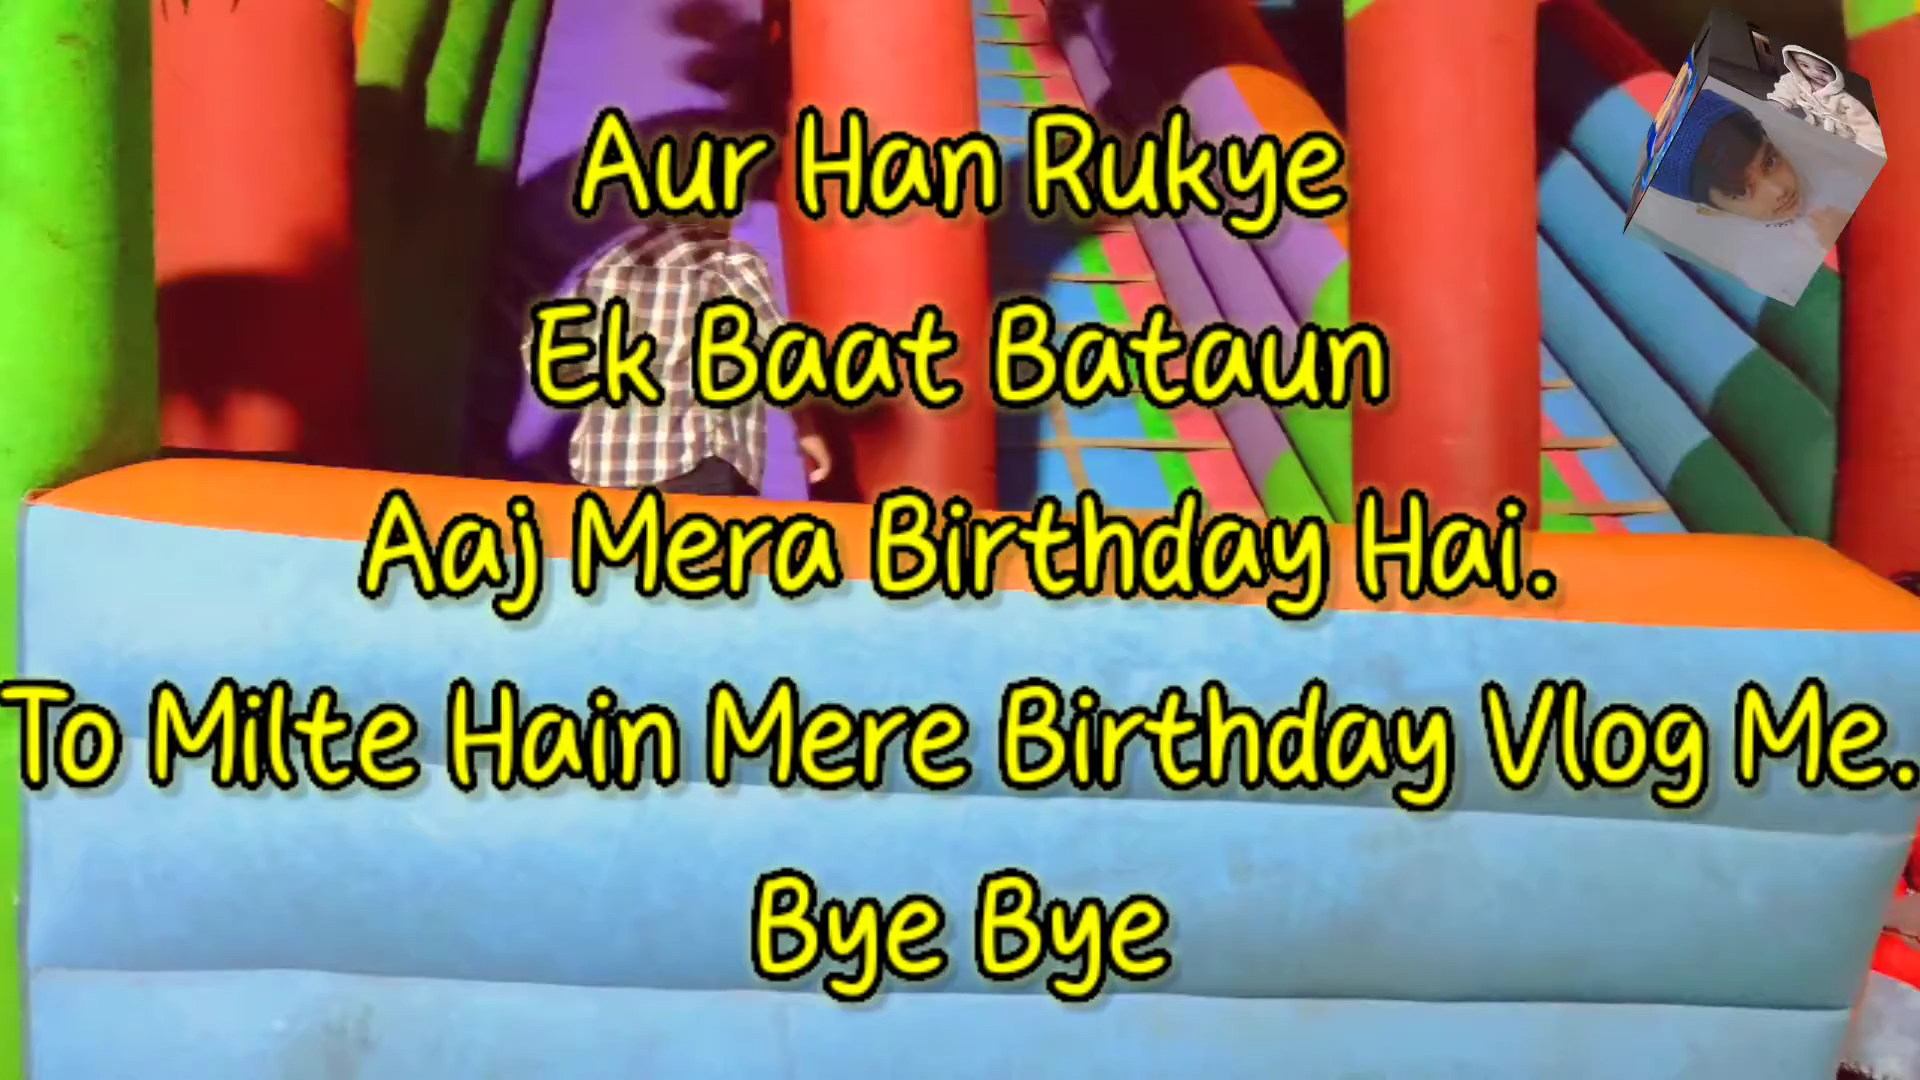 Aur Han Rukye
Ek Baat Bataun
Aaj Mera Birthday Hai.
To Milte Hain Mere Birthday Vlog Me.
Bye Bye